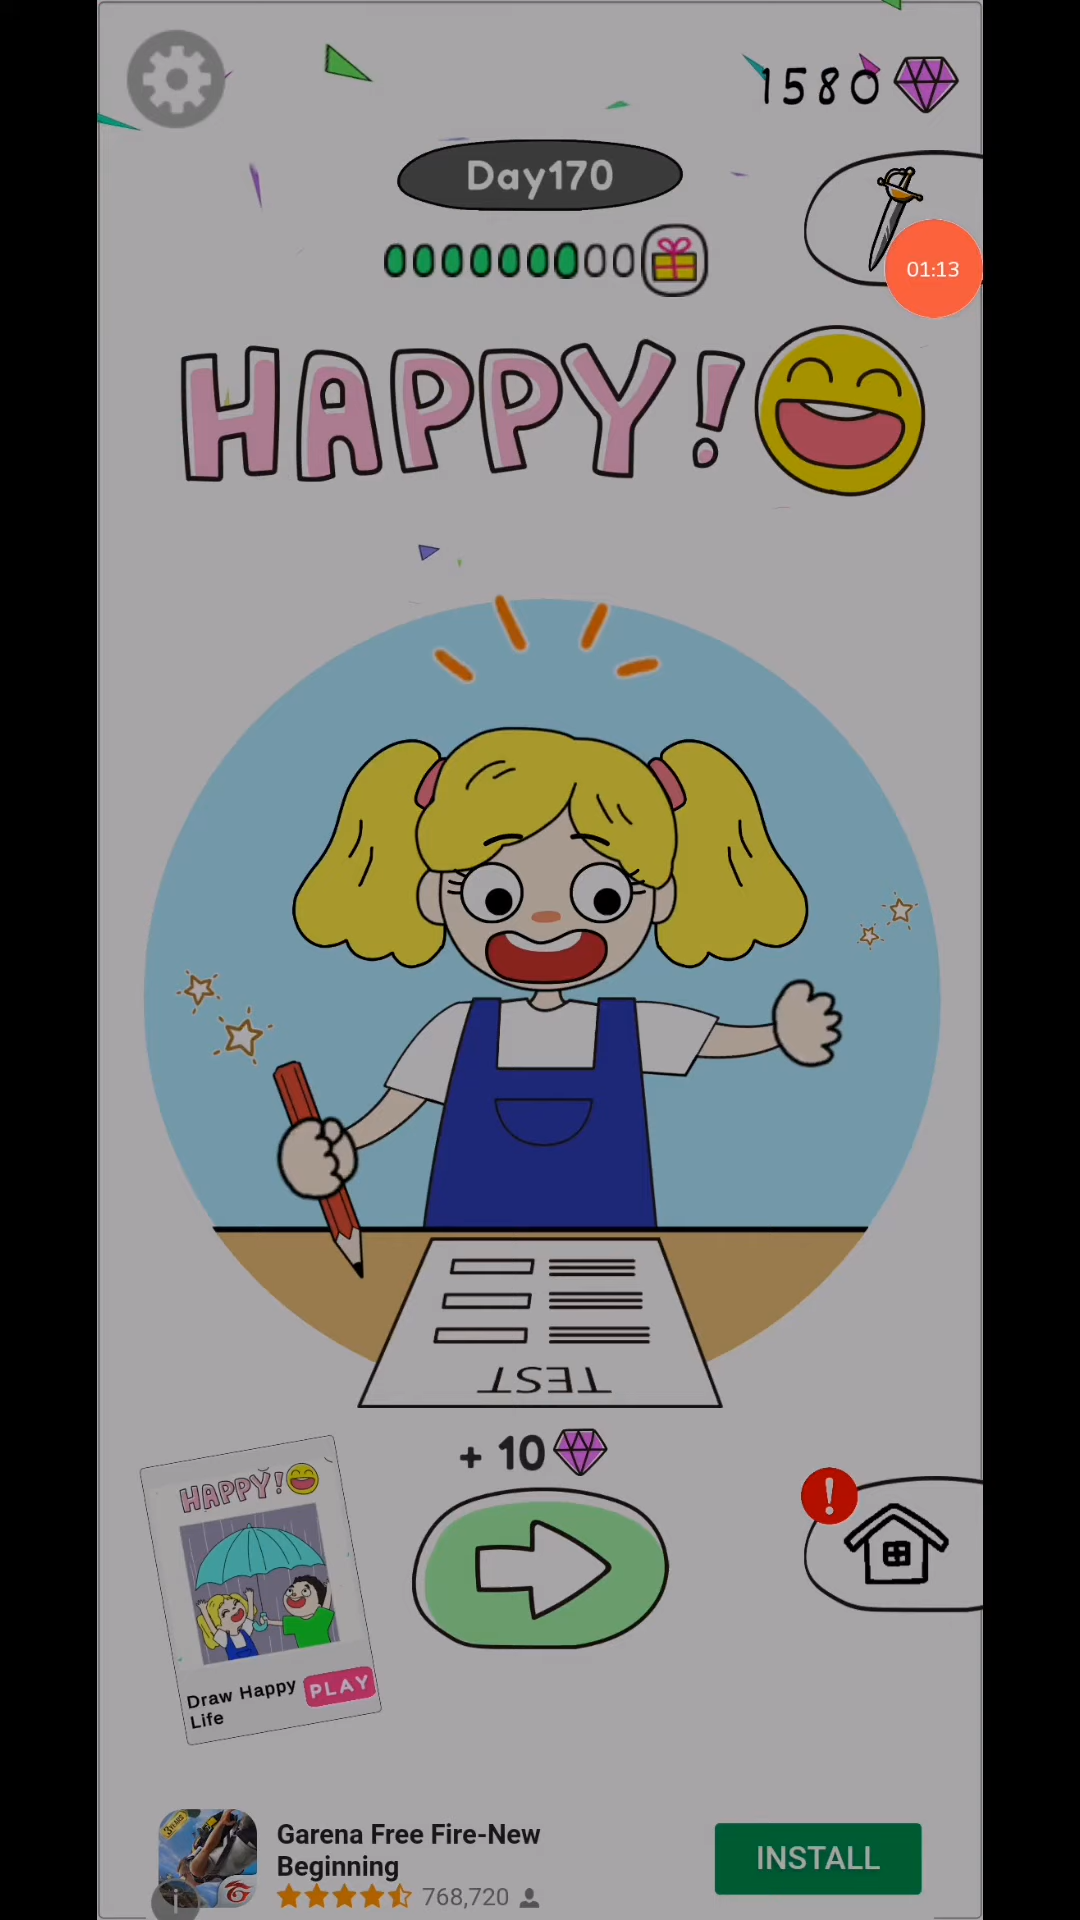 1580
Day170
01:13
HAPPY!
TEST
+ 10
HAPPY!
Draw Happy
Life
PLAY
Garena Free Fire-New
Beginning
768,720
INSTALL